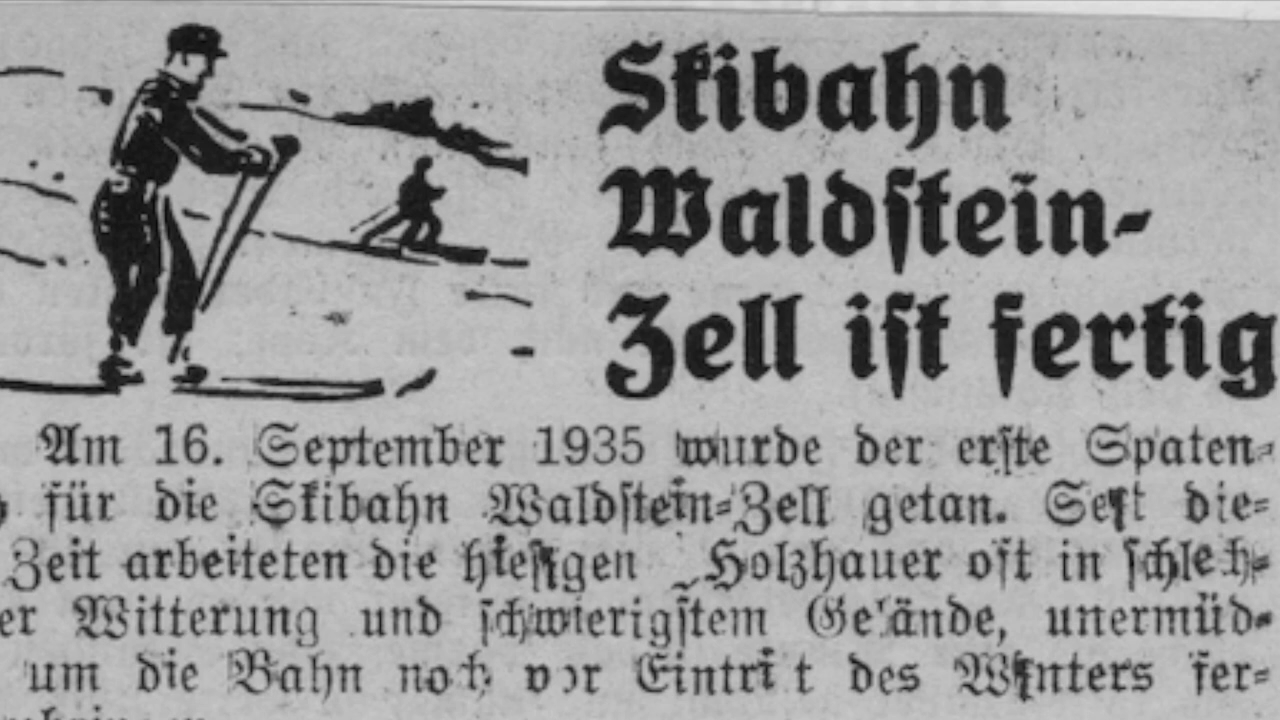 Skibahn
Waldstein-
Zell ist fertig
Am 16. September 1935 wurde der erste Spaten-
für die Skibahn Waldstein-Zell getan. Seit die-
Zeit arbeiteten die hiesigen Holzhauer oft in schlech-
er Witterung und schwierigstem Gelände, unermüd-
um die Bahn noch vor Eintritt des Winters fer-